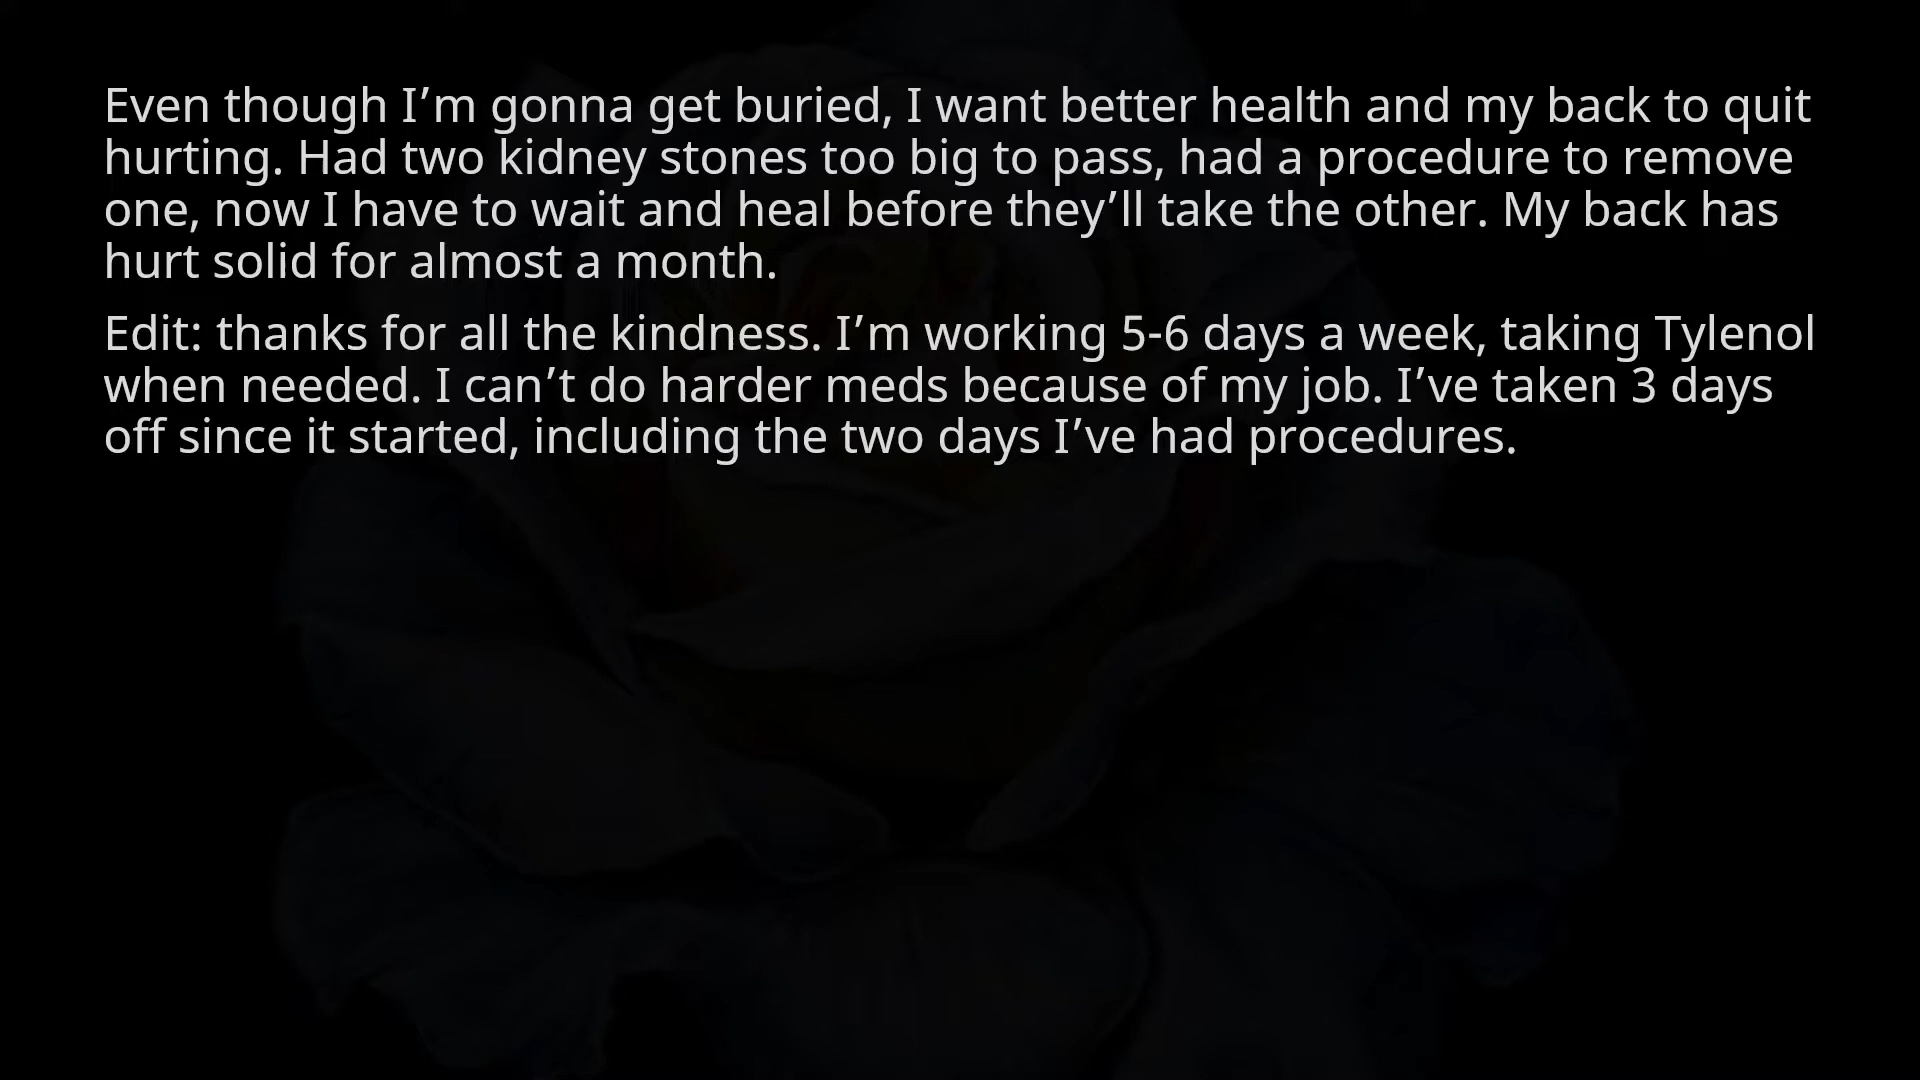 Even though I’m gonna get buried, I want better health and my back to quit
hurting. Had two kidney stones too big to pass, had a procedure to remove
one, now I have to wait and heal before they’ll take the other. My back has
hurt solid for almost a month.
Edit: thanks for all the kindness. I’m working 5-6 days a week, taking Tylenol
when needed. I can’t do harder meds because of my job. I’ve taken 3 days
off since it started, including the two days I’ve had procedures.